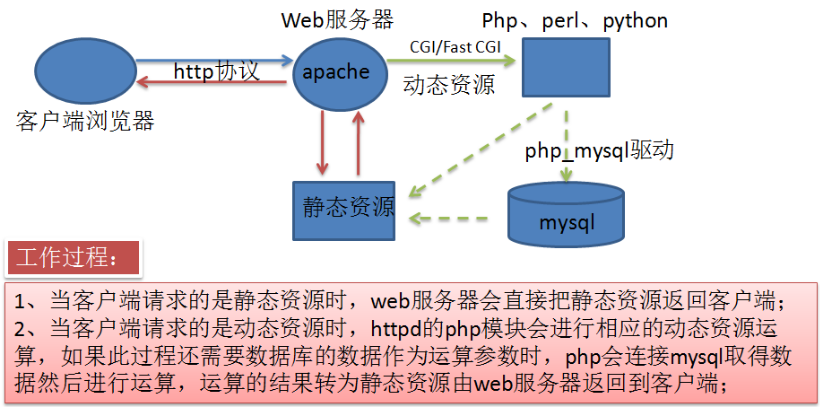 Web服务器
Php、perl、python
CGI/Fast CGI
http协议
apache
动态资源
客户端浏览器
php_mysql驱动
静态资源
mysql
工作过程：
1、当客户端请求的是静态资源时，web服务器会直接把静态资源返回客户端；
2、当客户端请求的是动态资源时，httpd的php模块会进行相应的动态资源运
算，如果此过程还需要数据库的数据作为运算参数时，php会连接mysql取得数
据然后进行运算，运算的结果转为静态资源由web服务器返回到客户端；